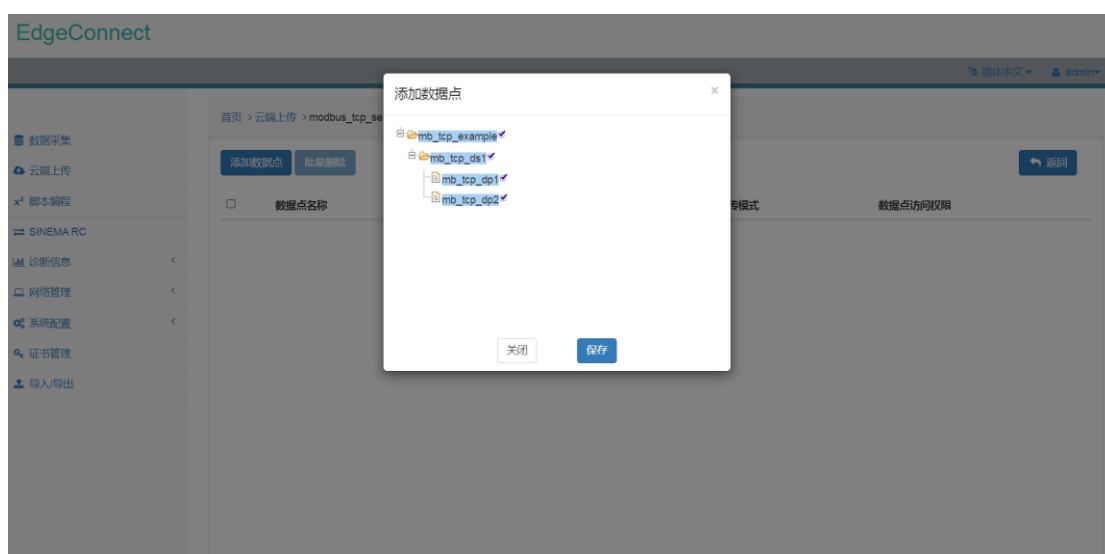 EdgeConnect
简体中文 admin
添加数据点 ×
首页 › 云端上传 › modbus_tcp_se
mb_tcp_example
数据采集
mb_tcp_ds1
添加数据点 批量删除 返回
云端上传
mb_tcp_dp1
mb_tcp_dp2
脚本编程
数据点名称 传模式 数据点访问权限
SINEMA RC
诊断信息
网络管理
系统配置
关闭 保存
证书管理
导入/导出